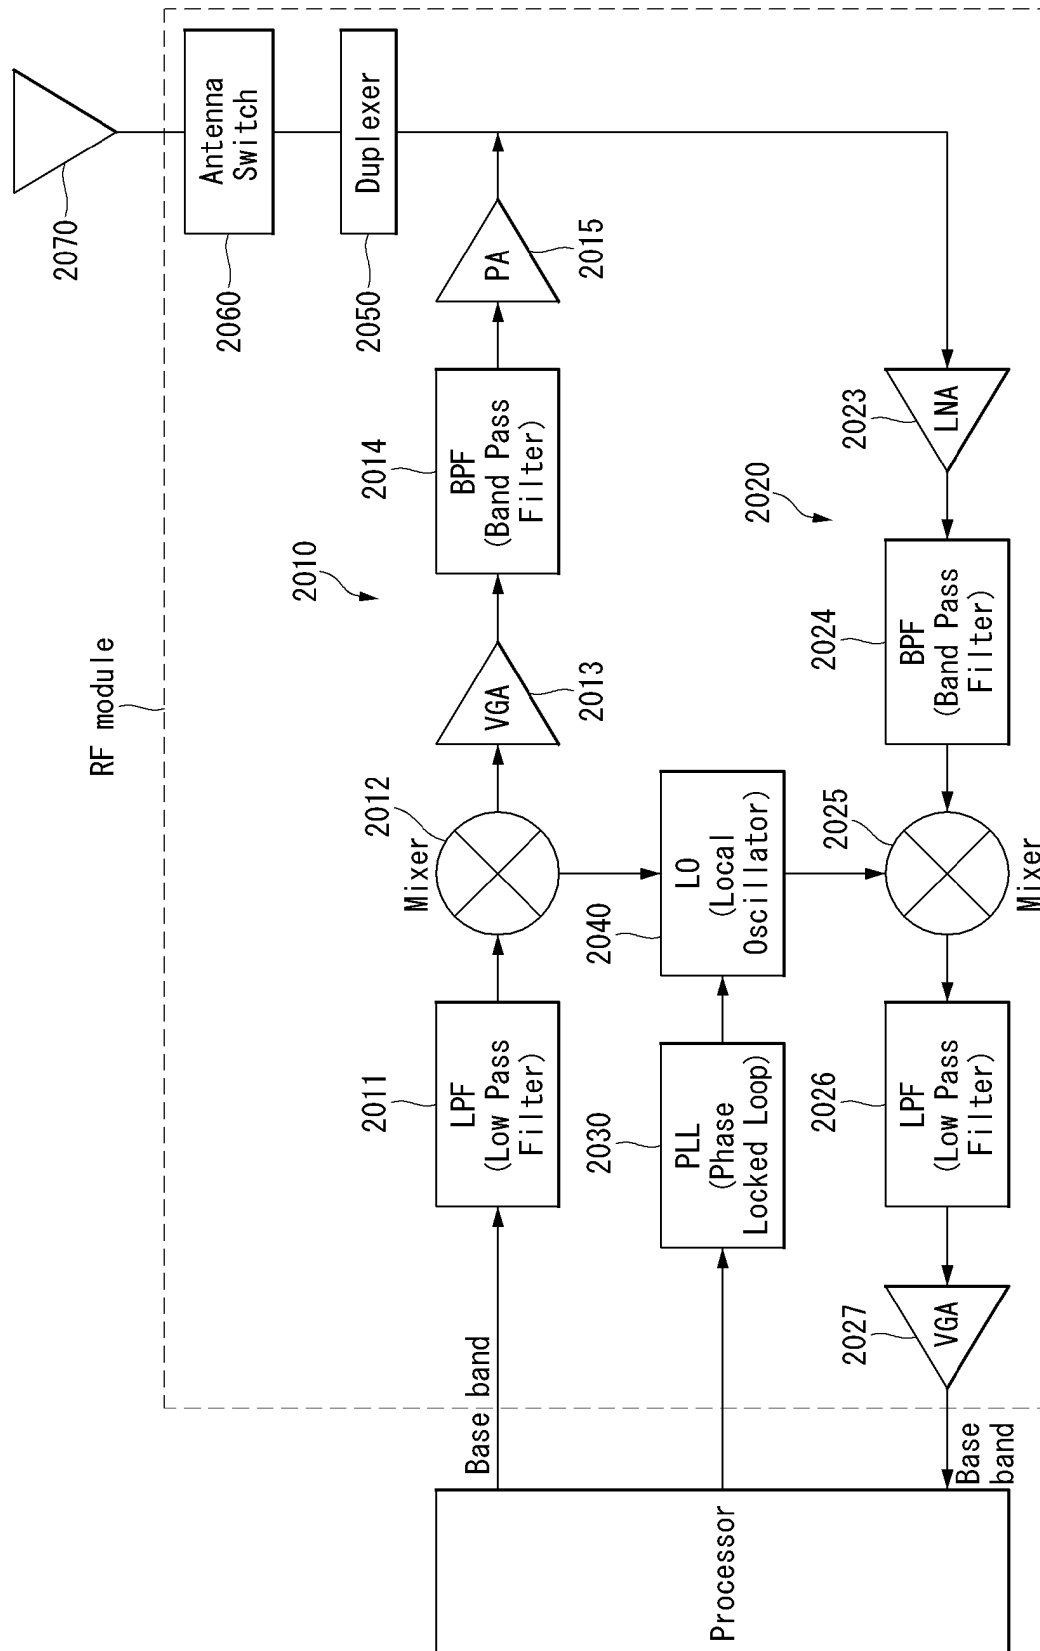 RF module
2070
Antenna
Switch
2060
Duplexer
2050
PA
2015
BPF
(Band Pass
Filter)
2014
2010
VGA
2013
Mixer
2012
LPF
(Low Pass
Filter)
2011
Base band
Processor
PLL
(Phase
Locked Loop)
2030
LO
(Local
Oscillator)
2040
LNA
2023
2020
BPF
(Band Pass
Filter)
2024
2025
Mixer
LPF
(Low Pass
Filter)
2026
VGA
2027
Base
band